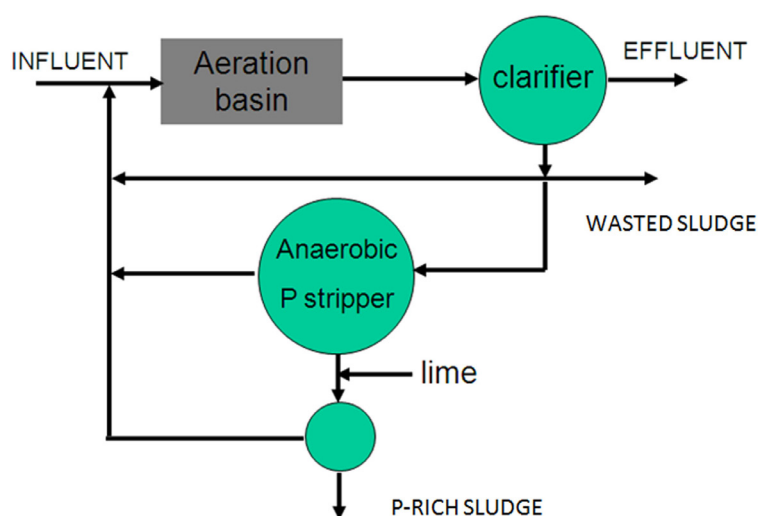 INFLUENT
Aeration
basin
clarifier
EFFLUENT
WASTED SLUDGE
Anaerobic
P stripper
lime
P-RICH SLUDGE